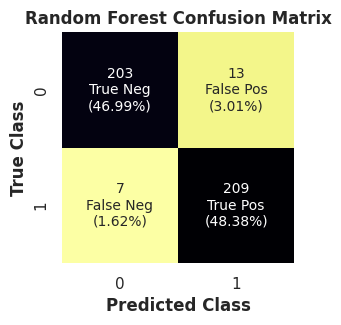 Random Forest Confusion Matrix
True Class
0
203
True Neg
(46.99%)
13
False Pos
(3.01%)
1
7
False Neg
(1.62%)
209
True Pos
(48.38%)
0
1
Predicted Class